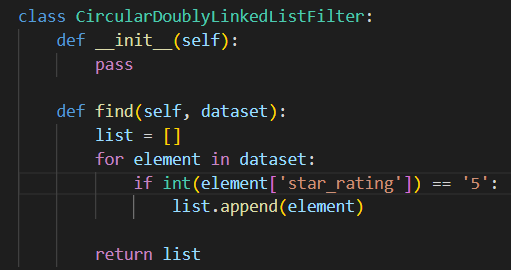 class CircularDoublyLinkedListFilter:
    def __init__(self):
        pass

    def find(self, dataset):
        list = []
        for element in dataset:
            if int(element['star_rating']) == '5':
                list.append(element)

        return list